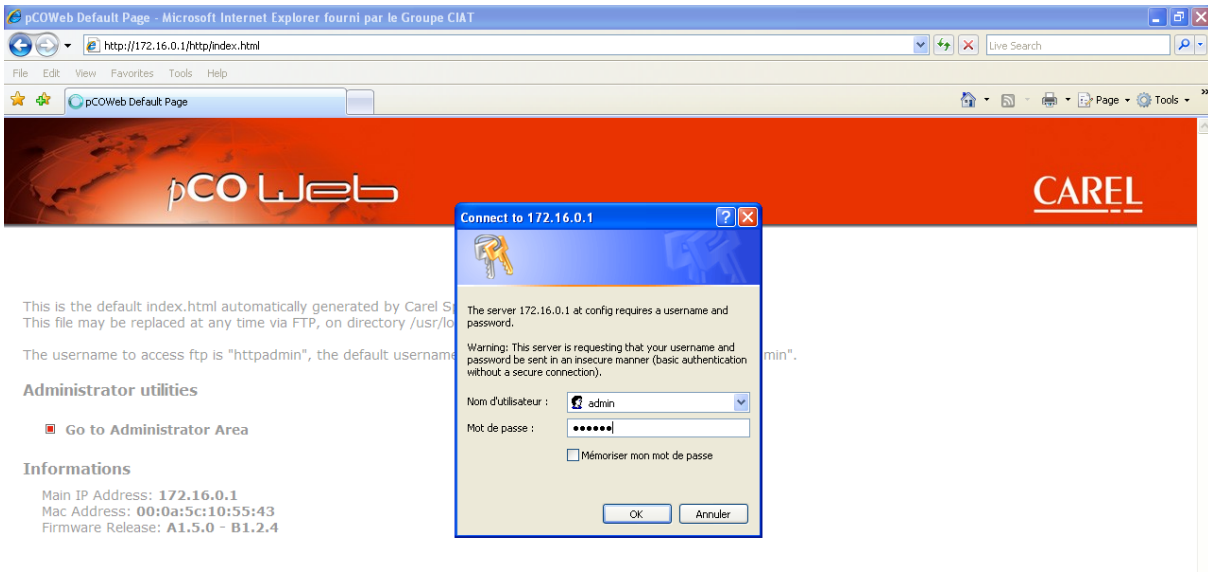 pCOWeb Default Page - Microsoft Internet Explorer fourni par le Groupe CIAT
http://172.16.0.1/http/index.html
Live Search
File Edit View Favorites Tools Help
pCOWeb Default Page
Page Tools
pCO Web
CAREL
Connect to 172.16.0.1
The server 172.16.0.1 at config requires a username and
password.
Warning: This server is requesting that your username and
password be sent in an insecure manner (basic authentication
without a secure connection).
Nom d'utilisateur : admin
Mot de passe : ••••••
Mémoriser mon mot de passe
OK Annuler
This is the default index.html automatically generated by Carel S
This file may be replaced at any time via FTP, on directory /usr/lo
The username to access ftp is "httpadmin", the default username min".
Administrator utilities
Go to Administrator Area
Informations
Main IP Address: 172.16.0.1
Mac Address: 00:0a:5c:10:55:43
Firmware Release: A1.5.0 - B1.2.4